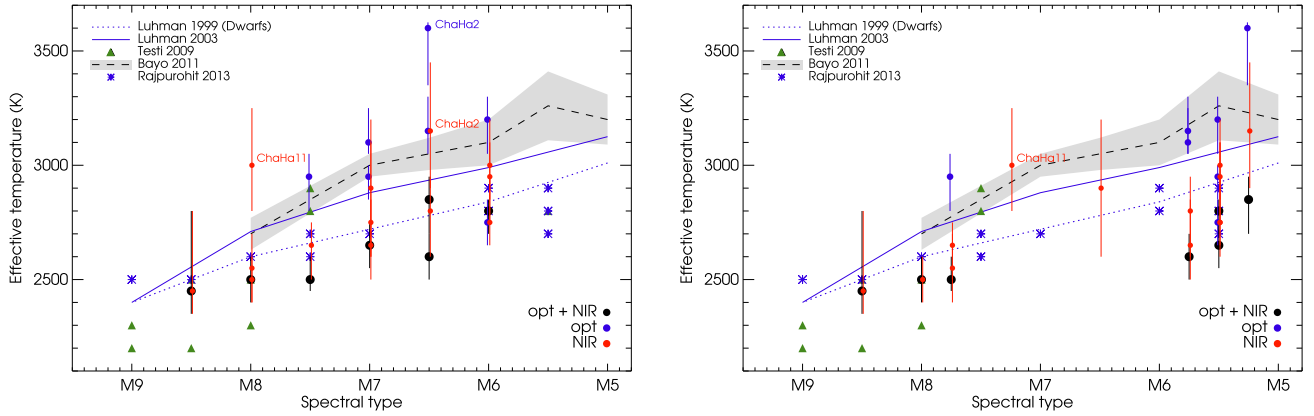 Luhman 1999 (Dwarfs)
Luhman 2003
Testi 2009
Bayo 2011
Rajpurohit 2013
ChaHa2
ChaHa2
ChaHa11
opt + NIR
opt
NIR
3500
3000
2500
Effective temperature (K)
M9 M8 M7 M6 M5
Spectral type
Luhman 1999 (Dwarfs)
Luhman 2003
Testi 2009
Bayo 2011
Rajpurohit 2013
ChaHa2
ChaHa11
opt + NIR
opt
NIR
3500
3000
2500
Effective temperature (K)
M9 M8 M7 M6 M5
Spectral type